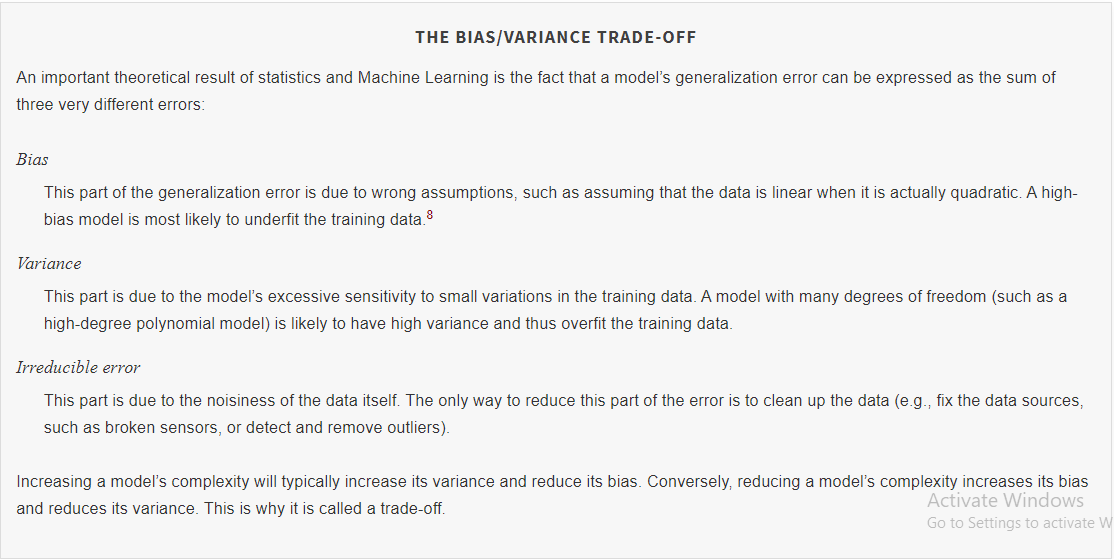 THE BIAS/VARIANCE TRADE-OFF
An important theoretical result of statistics and Machine Learning is the fact that a model’s generalization error can be expressed as the sum of
three very different errors:
Bias
This part of the generalization error is due to wrong assumptions, such as assuming that the data is linear when it is actually quadratic. A high-
bias model is most likely to underfit the training data.8
Variance
This part is due to the model’s excessive sensitivity to small variations in the training data. A model with many degrees of freedom (such as a
high-degree polynomial model) is likely to have high variance and thus overfit the training data.
Irreducible error
This part is due to the noisiness of the data itself. The only way to reduce this part of the error is to clean up the data (e.g., fix the data sources,
such as broken sensors, or detect and remove outliers).
Increasing a model’s complexity will typically increase its variance and reduce its bias. Conversely, reducing a model’s complexity increases its bias
and reduces its variance. This is why it is called a trade-off.
Activate Windows
Go to Settings to activate W